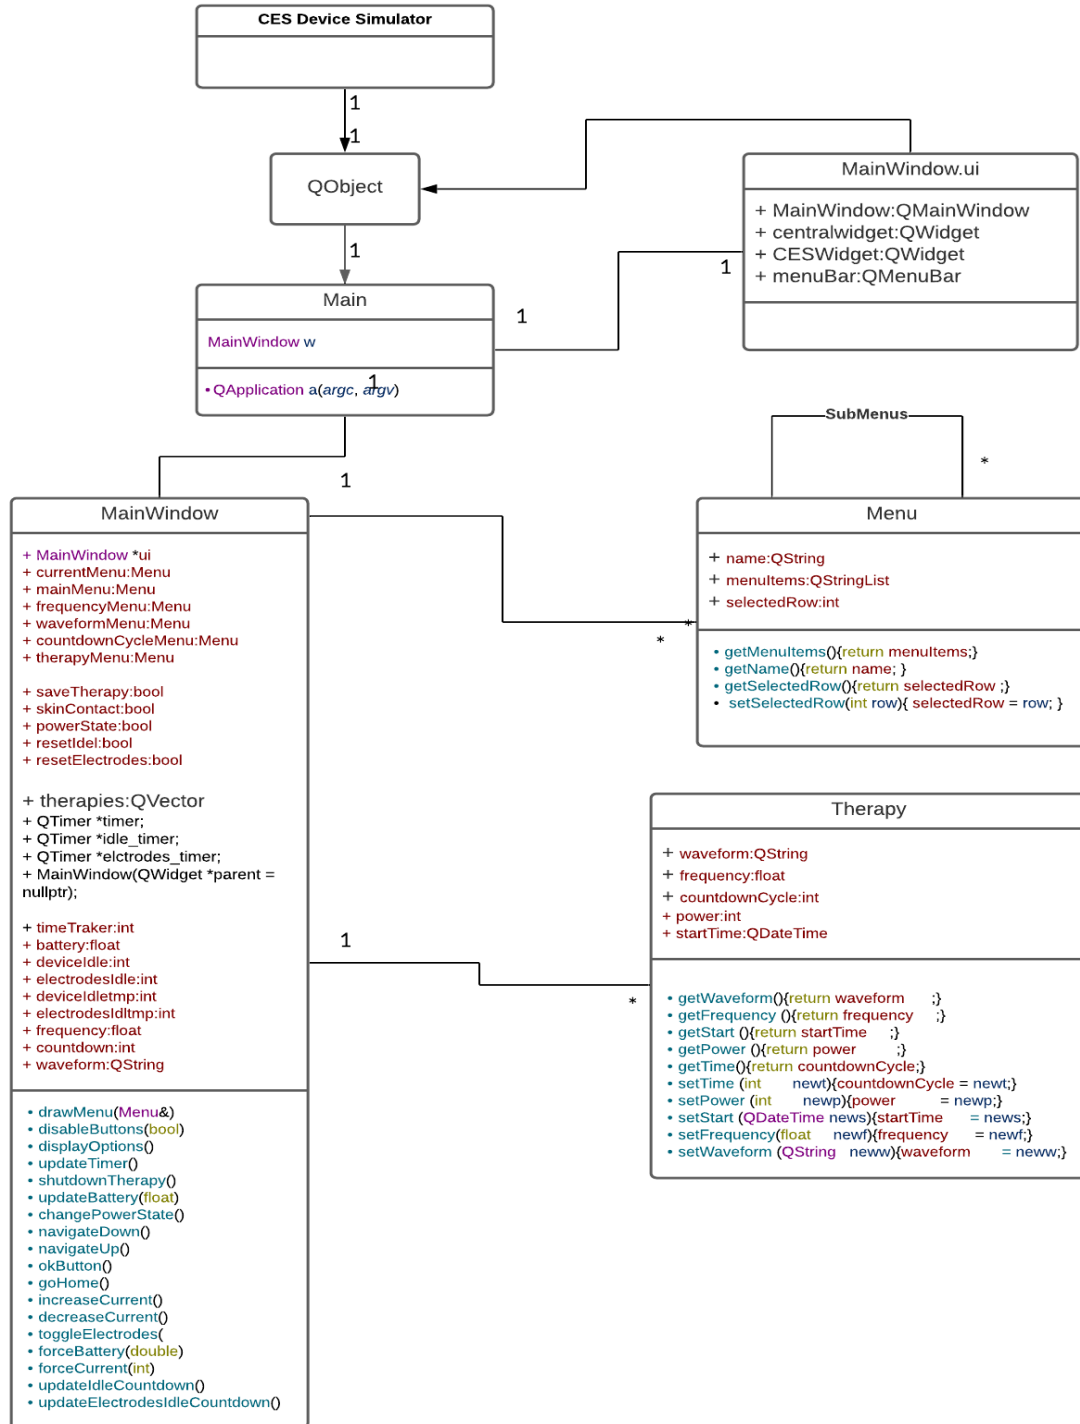 CES Device Simulator
1
1
QObject
1
MainWindow.ui
+ MainWindow:QMainWindow
+ centralwidget:QWidget
+ CESWidget:QWidget
+ menuBar:QMenuBar
1
Main
MainWindow w
• QApplication a(argc, argv)
1
1
SubMenus
*
1
MainWindow
+ MainWindow *ui
+ currentMenu:Menu
+ mainMenu:Menu
+ frequencyMenu:Menu
+ waveformMenu:Menu
+ countdownCycleMenu:Menu
+ therapyMenu:Menu
+ saveTherapy:bool
+ skinContact:bool
+ powerState:bool
+ resetIdel:bool
+ resetElectrodes:bool
+ therapies:QVector
+ QTimer *timer;
+ QTimer *idle_timer;
+ QTimer *elctrodes_timer;
+ MainWindow(QWidget *parent =
nullptr);
+ timeTraker:int
+ battery:float
+ deviceIdle:int
+ electrodesIdle:int
+ deviceIdletmp:int
+ electrodesIdltmp:int
+ frequency:float
+ countdown:int
+ waveform:QString
• drawMenu(Menu&)
• disableButtons(bool)
• displayOptions()
• updateTimer()
• shutdownTherapy()
• updateBattery(float)
• changePowerState()
• navigateDown()
• navigateUp()
• okButton()
• goHome()
• increaseCurrent()
• decreaseCurrent()
• toggleElectrodes(
• forceBattery(double)
• forceCurrent(int)
• updateIdleCountdown()
• updateElectrodesIdleCountdown()
Menu
+ name:QString
+ menuItems:QStringList
+ selectedRow:int
*
*
• getMenuItems(){return menuItems;}
• getName(){return name; }
• getSelectedRow(){return selectedRow ;}
• setSelectedRow(int row){ selectedRow = row; }
Therapy
+ waveform:QString
+ frequency:float
+ countdownCycle:int
+ power:int
+ startTime:QDateTime
1
*
• getWaveform(){return waveform ;}
• getFrequency (){return frequency ;}
• getStart (){return startTime ;}
• getPower (){return power ;}
• getTime(){return countdownCycle;}
• setTime (int newt){countdownCycle = newt;}
• setPower (int newp){power = newp;}
• setStart (QDateTime news){startTime = news;}
• setFrequency(float newf){frequency = newf;}
• setWaveform (QString neww){waveform = neww;}